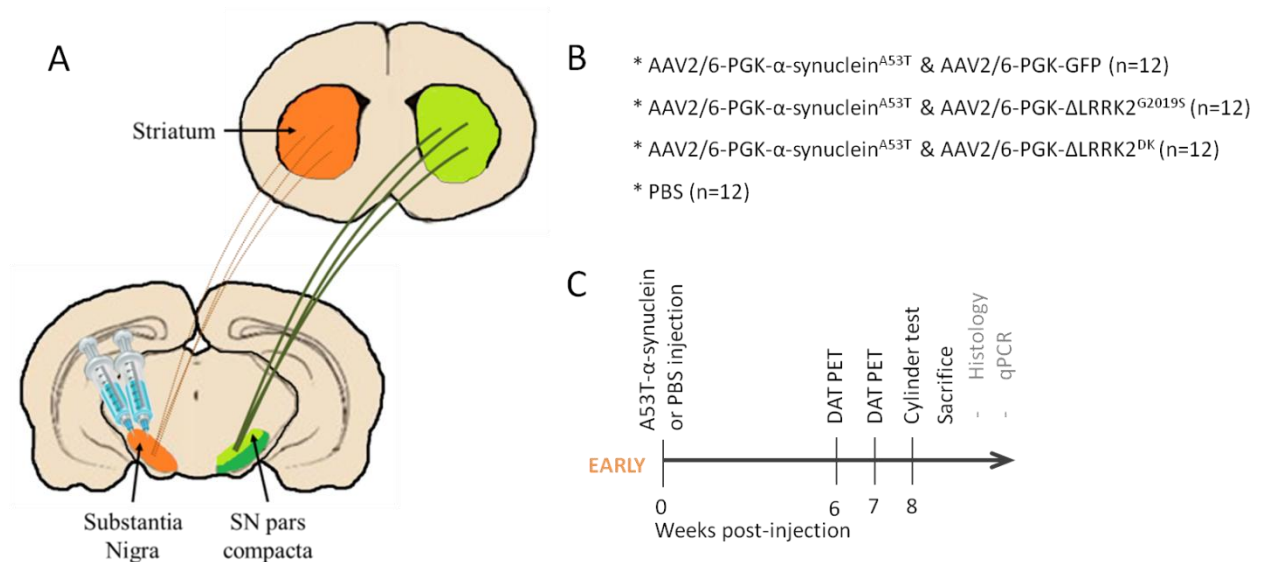 A
Striatum
Substantia
Nigra
SN pars
compacta
B
* AAV2/6-PGK-α-synucleinᴬ⁵³ᵀ & AAV2/6-PGK-GFP (n=12)
* AAV2/6-PGK-α-synucleinᴬ⁵³ᵀ & AAV2/6-PGK-ΔLRRK2ᴳ²⁰¹⁹ˢ (n=12)
* AAV2/6-PGK-α-synucleinᴬ⁵³ᵀ & AAV2/6-PGK-ΔLRRK2ᴰᴷ (n=12)
* PBS (n=12)
C
A53T-α-synuclein
or PBS injection
DAT PET
DAT PET
Cylinder test
Sacrifice
- Histology
- qPCR
EARLY
0
6
7
8
Weeks post-injection